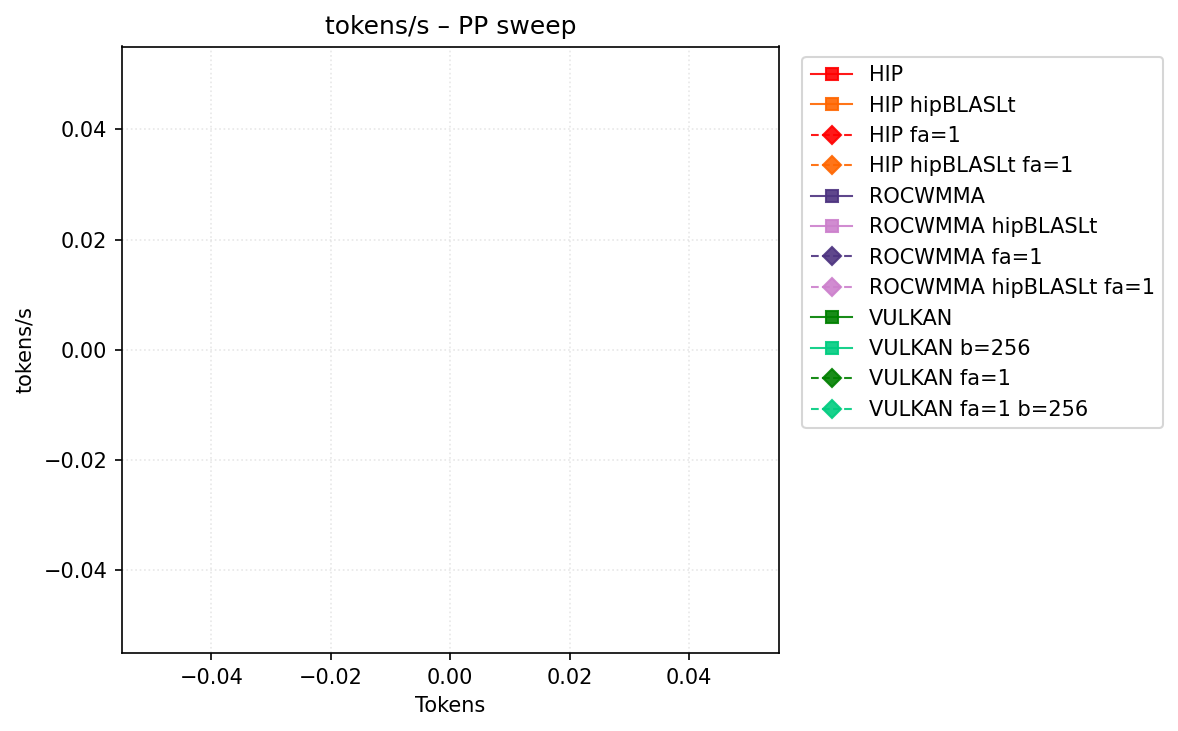 tokens/s – PP sweep
tokens/s
0.04
0.02
0.00
−0.02
−0.04
−0.04
−0.02
0.00
0.02
0.04
Tokens
HIP
HIP hipBLASLt
HIP fa=1
HIP hipBLASLt fa=1
ROCWMMA
ROCWMMA hipBLASLt
ROCWMMA fa=1
ROCWMMA hipBLASLt fa=1
VULKAN
VULKAN b=256
VULKAN fa=1
VULKAN fa=1 b=256